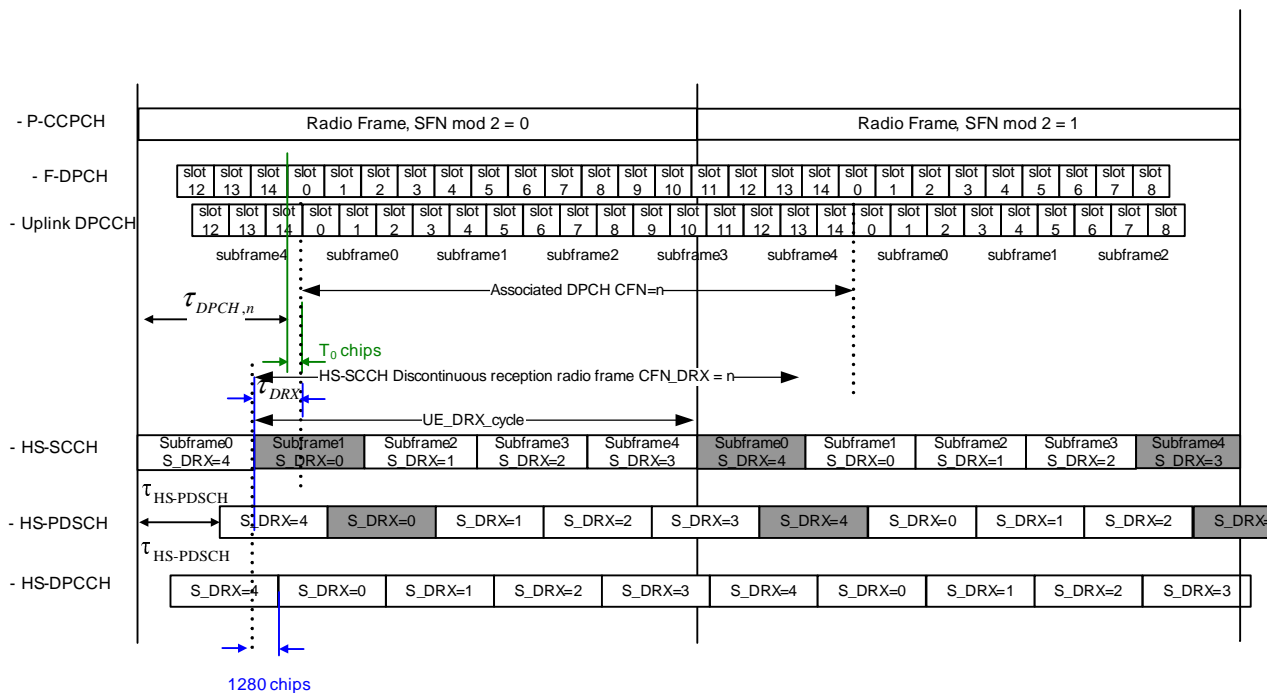 - P-CCPCH
Radio Frame, SFN mod 2 = 0
Radio Frame, SFN mod 2 = 1
- F-DPCH
slot 12 slot 13 slot 14 slot 0 slot 1 slot 2 slot 3 slot 4 slot 5 slot 6 slot 7 slot 8 slot 9 slot 10 slot 11 slot 12 slot 13 slot 14 slot 0 slot 1 slot 2 slot 3 slot 4 slot 5 slot 6 slot 7 slot 8
- Uplink DPCCH
slot 12 slot 13 slot 14 slot 0 slot 1 slot 2 slot 3 slot 4 slot 5 slot 6 slot 7 slot 8 slot 9 slot 10 slot 11 slot 12 slot 13 slot 14 slot 0 slot 1 slot 2 slot 3 slot 4 slot 5 slot 6 slot 7 slot 8
subframe4 subframe0 subframe1 subframe2 subframe3 subframe4 subframe0 subframe1 subframe2
Associated DPCH CFN=n
τDPCH,n
T0 chips
HS-SCCH Discontinuous reception radio frame CFN_DRX = n
τDRX
UE_DRX_cycle
- HS-SCCH
Subframe0 Subframe1 Subframe2 Subframe3 Subframe4 Subframe0 Subframe1 Subframe2 Subframe3 Subframe4
S_DRX=4 S_DRX=0 S_DRX=1 S_DRX=2 S_DRX=3 S_DRX=4 S_DRX=0 S_DRX=1 S_DRX=2 S_DRX=3
τHS-PDSCH
- HS-PDSCH
S_DRX=4 S_DRX=0 S_DRX=1 S_DRX=2 S_DRX=3 S_DRX=4 S_DRX=0 S_DRX=1 S_DRX=2 S_DRX=
τHS-PDSCH
- HS-DPCCH
S_DRX=4 S_DRX=0 S_DRX=1 S_DRX=2 S_DRX=3 S_DRX=4 S_DRX=0 S_DRX=1 S_DRX=2 S_DRX=3
1280 chips